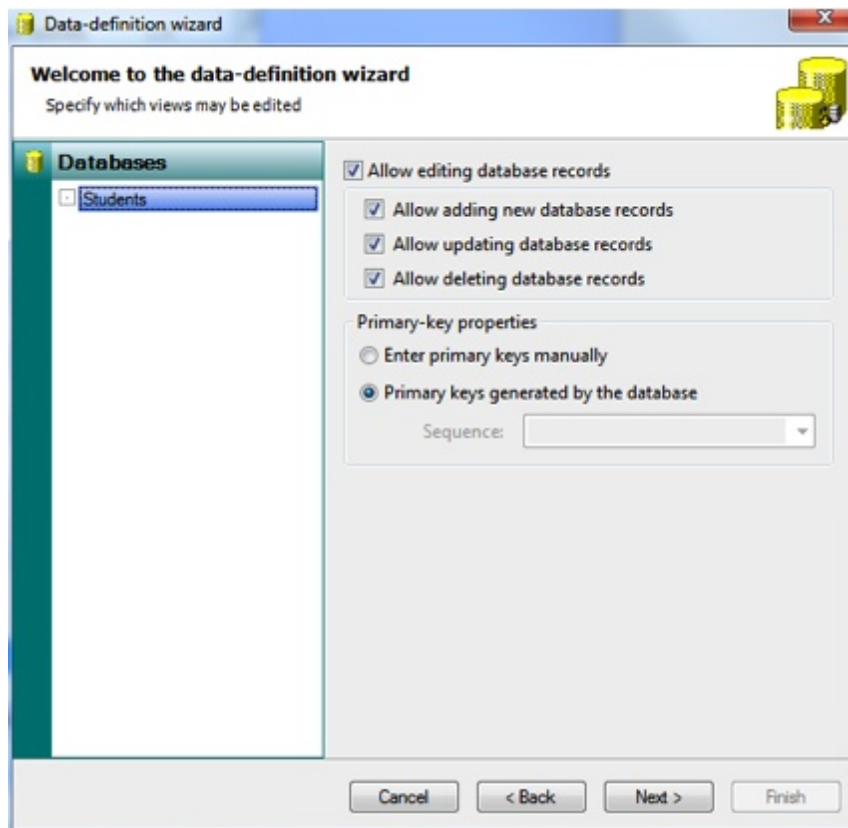 Data-definition wizard
Welcome to the data-definition wizard
Specify which views may be edited
Databases
Students
Allow editing database records
Allow adding new database records
Allow updating database records
Allow deleting database records
Primary-key properties
Enter primary keys manually
Primary keys generated by the database
Sequence:
Cancel
< Back
Next >
Finish